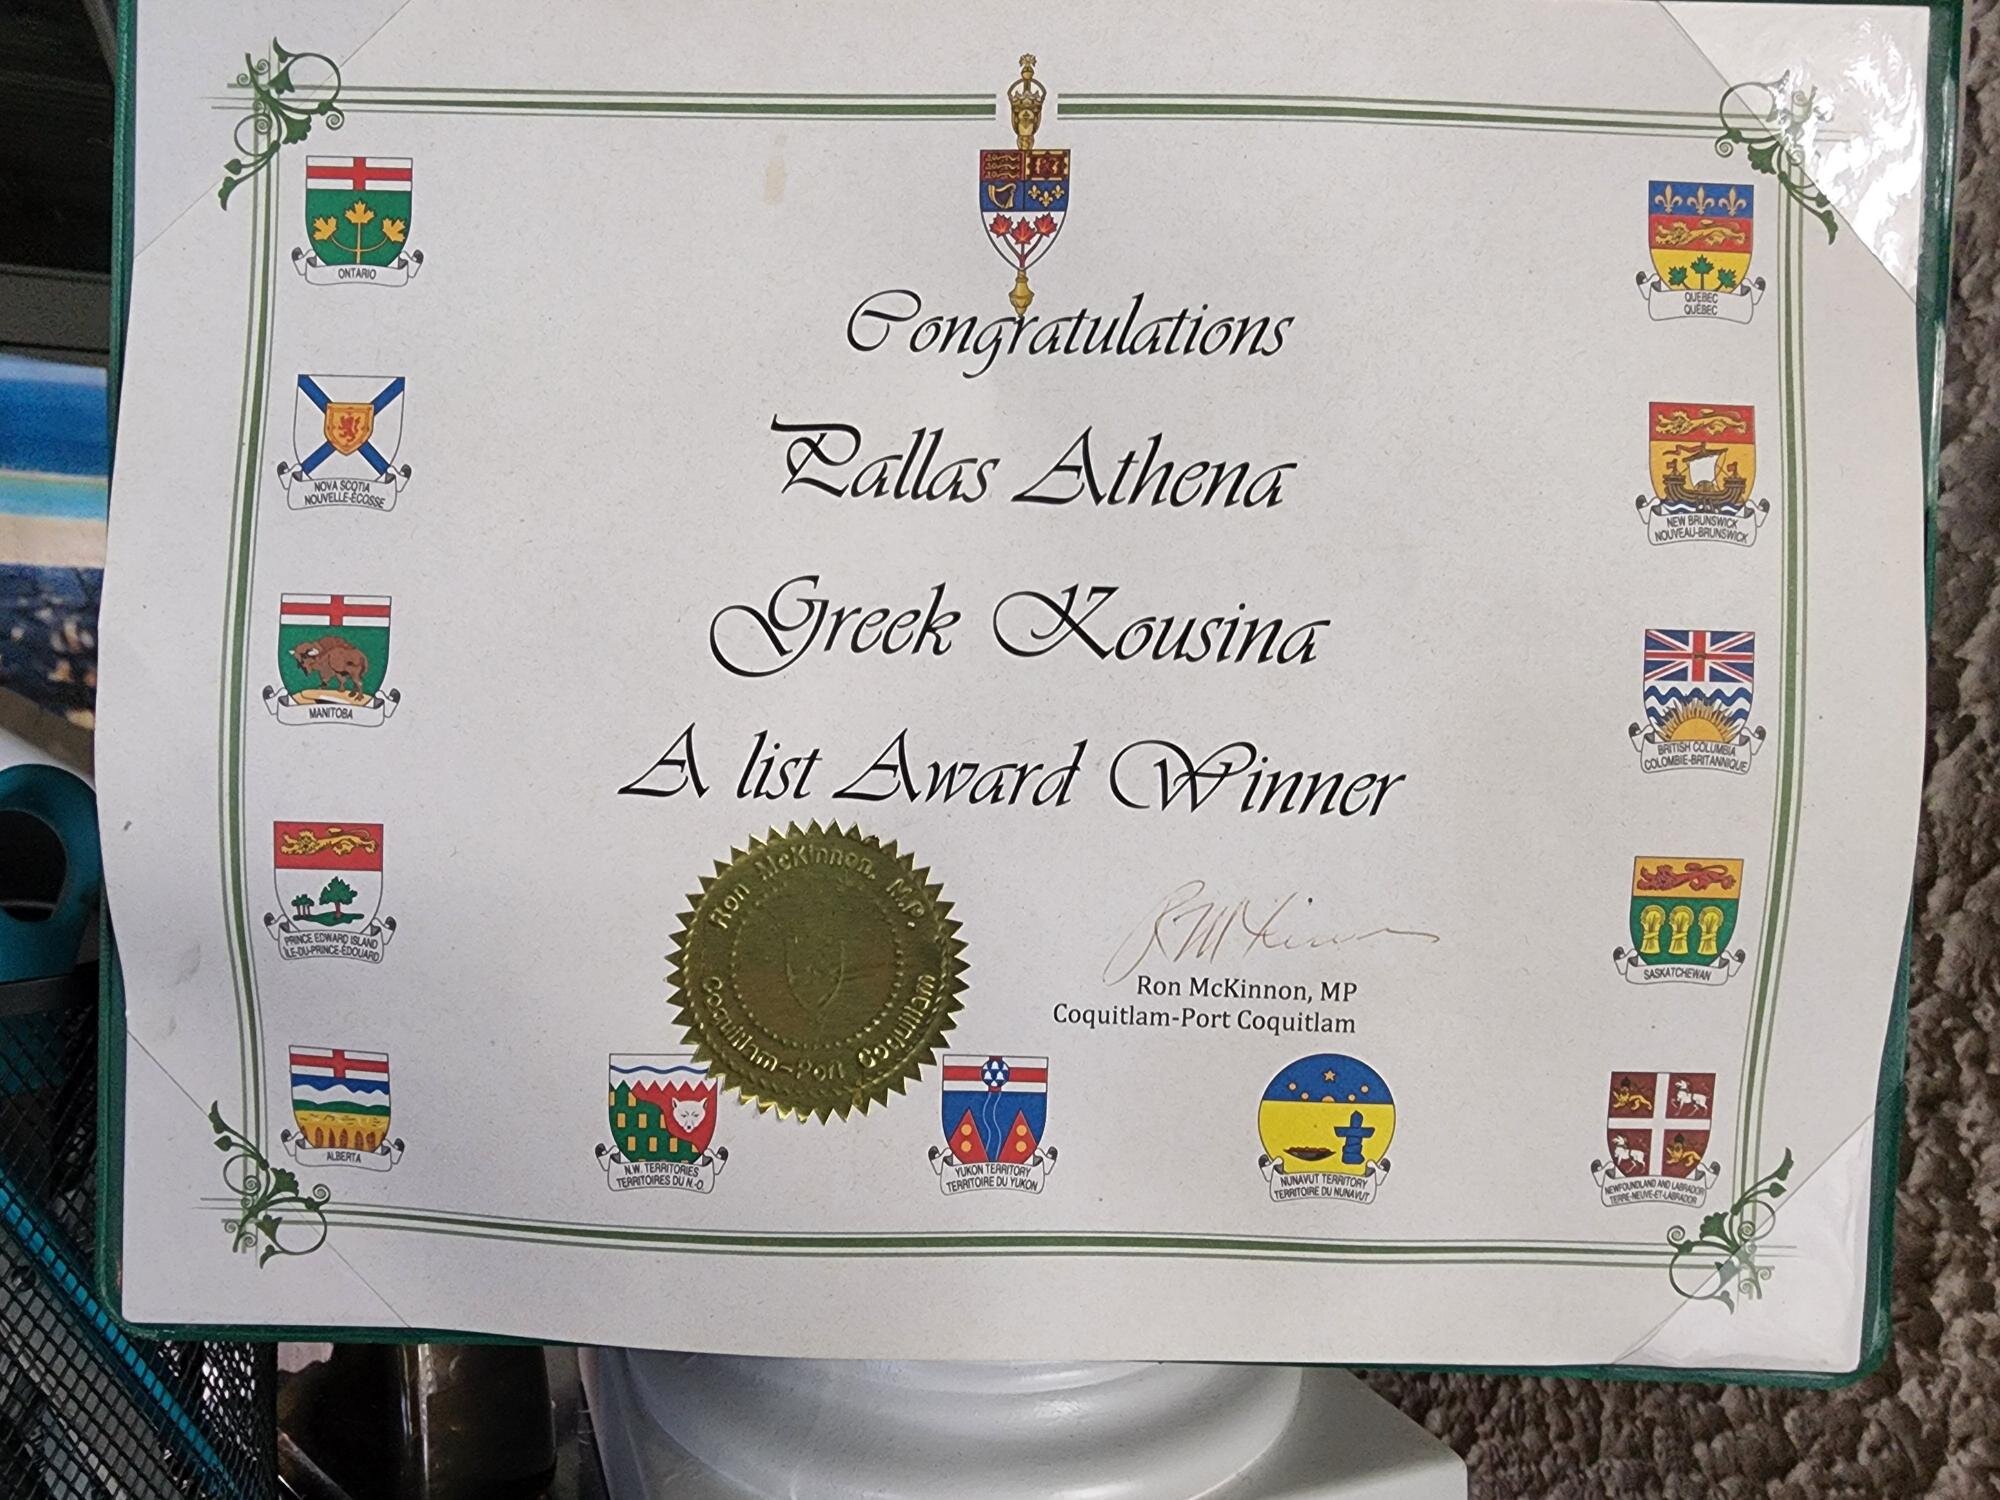 Congratulations
Pallas Athena
Greek Kousina
A list Award Winner
Ron McKinnon, MP
Coquitlam-Port Coquitlam
Ron McKinnon, M.P.
Coquitlam-Port Coquitlam
ONTARIO
NOVA SCOTIA
NOUVELLE-ÉCOSSE
MANITOBA
PRINCE EDWARD ISLAND
ÎLE-DU-PRINCE-ÉDOUARD
ALBERTA
N.W. TERRITORIES
TERRITOIRES DU N.-O.
YUKON TERRITORY
TERRITOIRE DU YUKON
NUNAVUT TERRITORY
TERRITOIRE DU NUNAVUT
NEWFOUNDLAND AND LABRADOR
TERRE-NEUVE-ET-LABRADOR
QUEBEC
QUÉBEC
NEW BRUNSWICK
NOUVEAU-BRUNSWICK
BRITISH COLUMBIA
COLOMBIE-BRITANNIQUE
SASKATCHEWAN